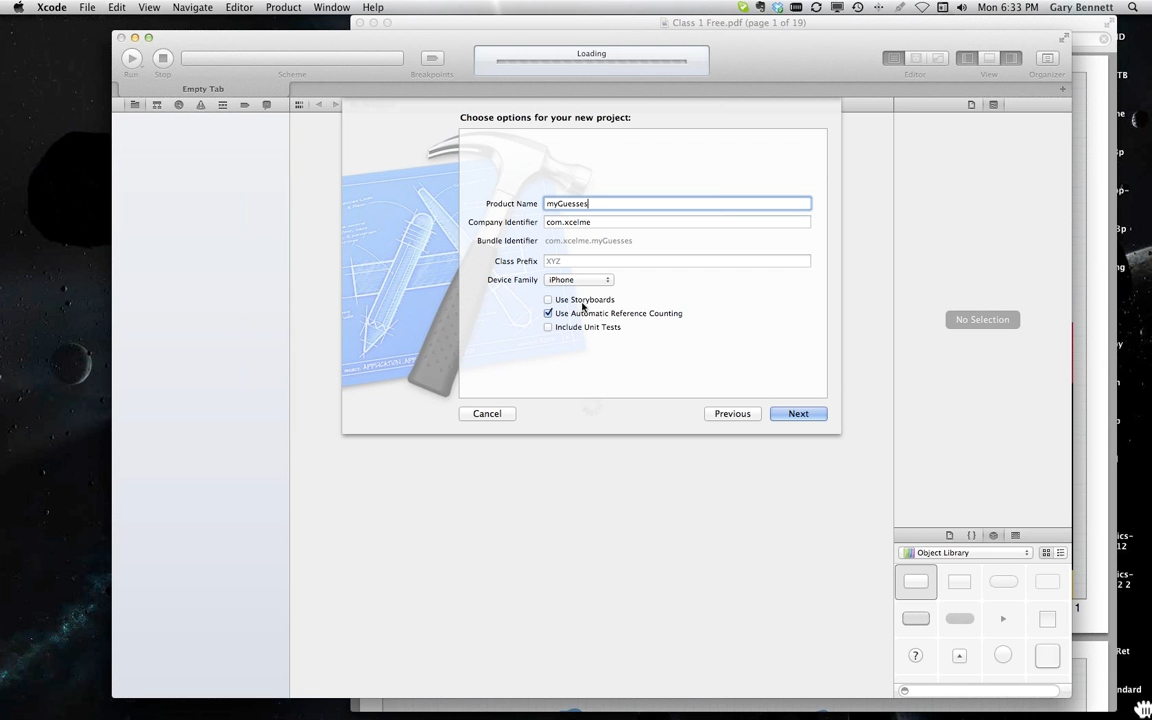 Xcode File Edit View Navigate Editor Product Window Help Mon 6:33 PM Gary Bennett
Class 1 Free.pdf (page 1 of 19)
Loading
Run Stop Scheme Breakpoints Editor View Organizer
Empty Tab
Choose options for your new project:
Product Name myGuesses
Company Identifier com.xcelme
Bundle Identifier com.xcelme.myGuesses
Class Prefix XYZ
Device Family iPhone
Use Storyboards
Use Automatic Reference Counting
Include Unit Tests
No Selection
Cancel Previous Next
Object Library
1